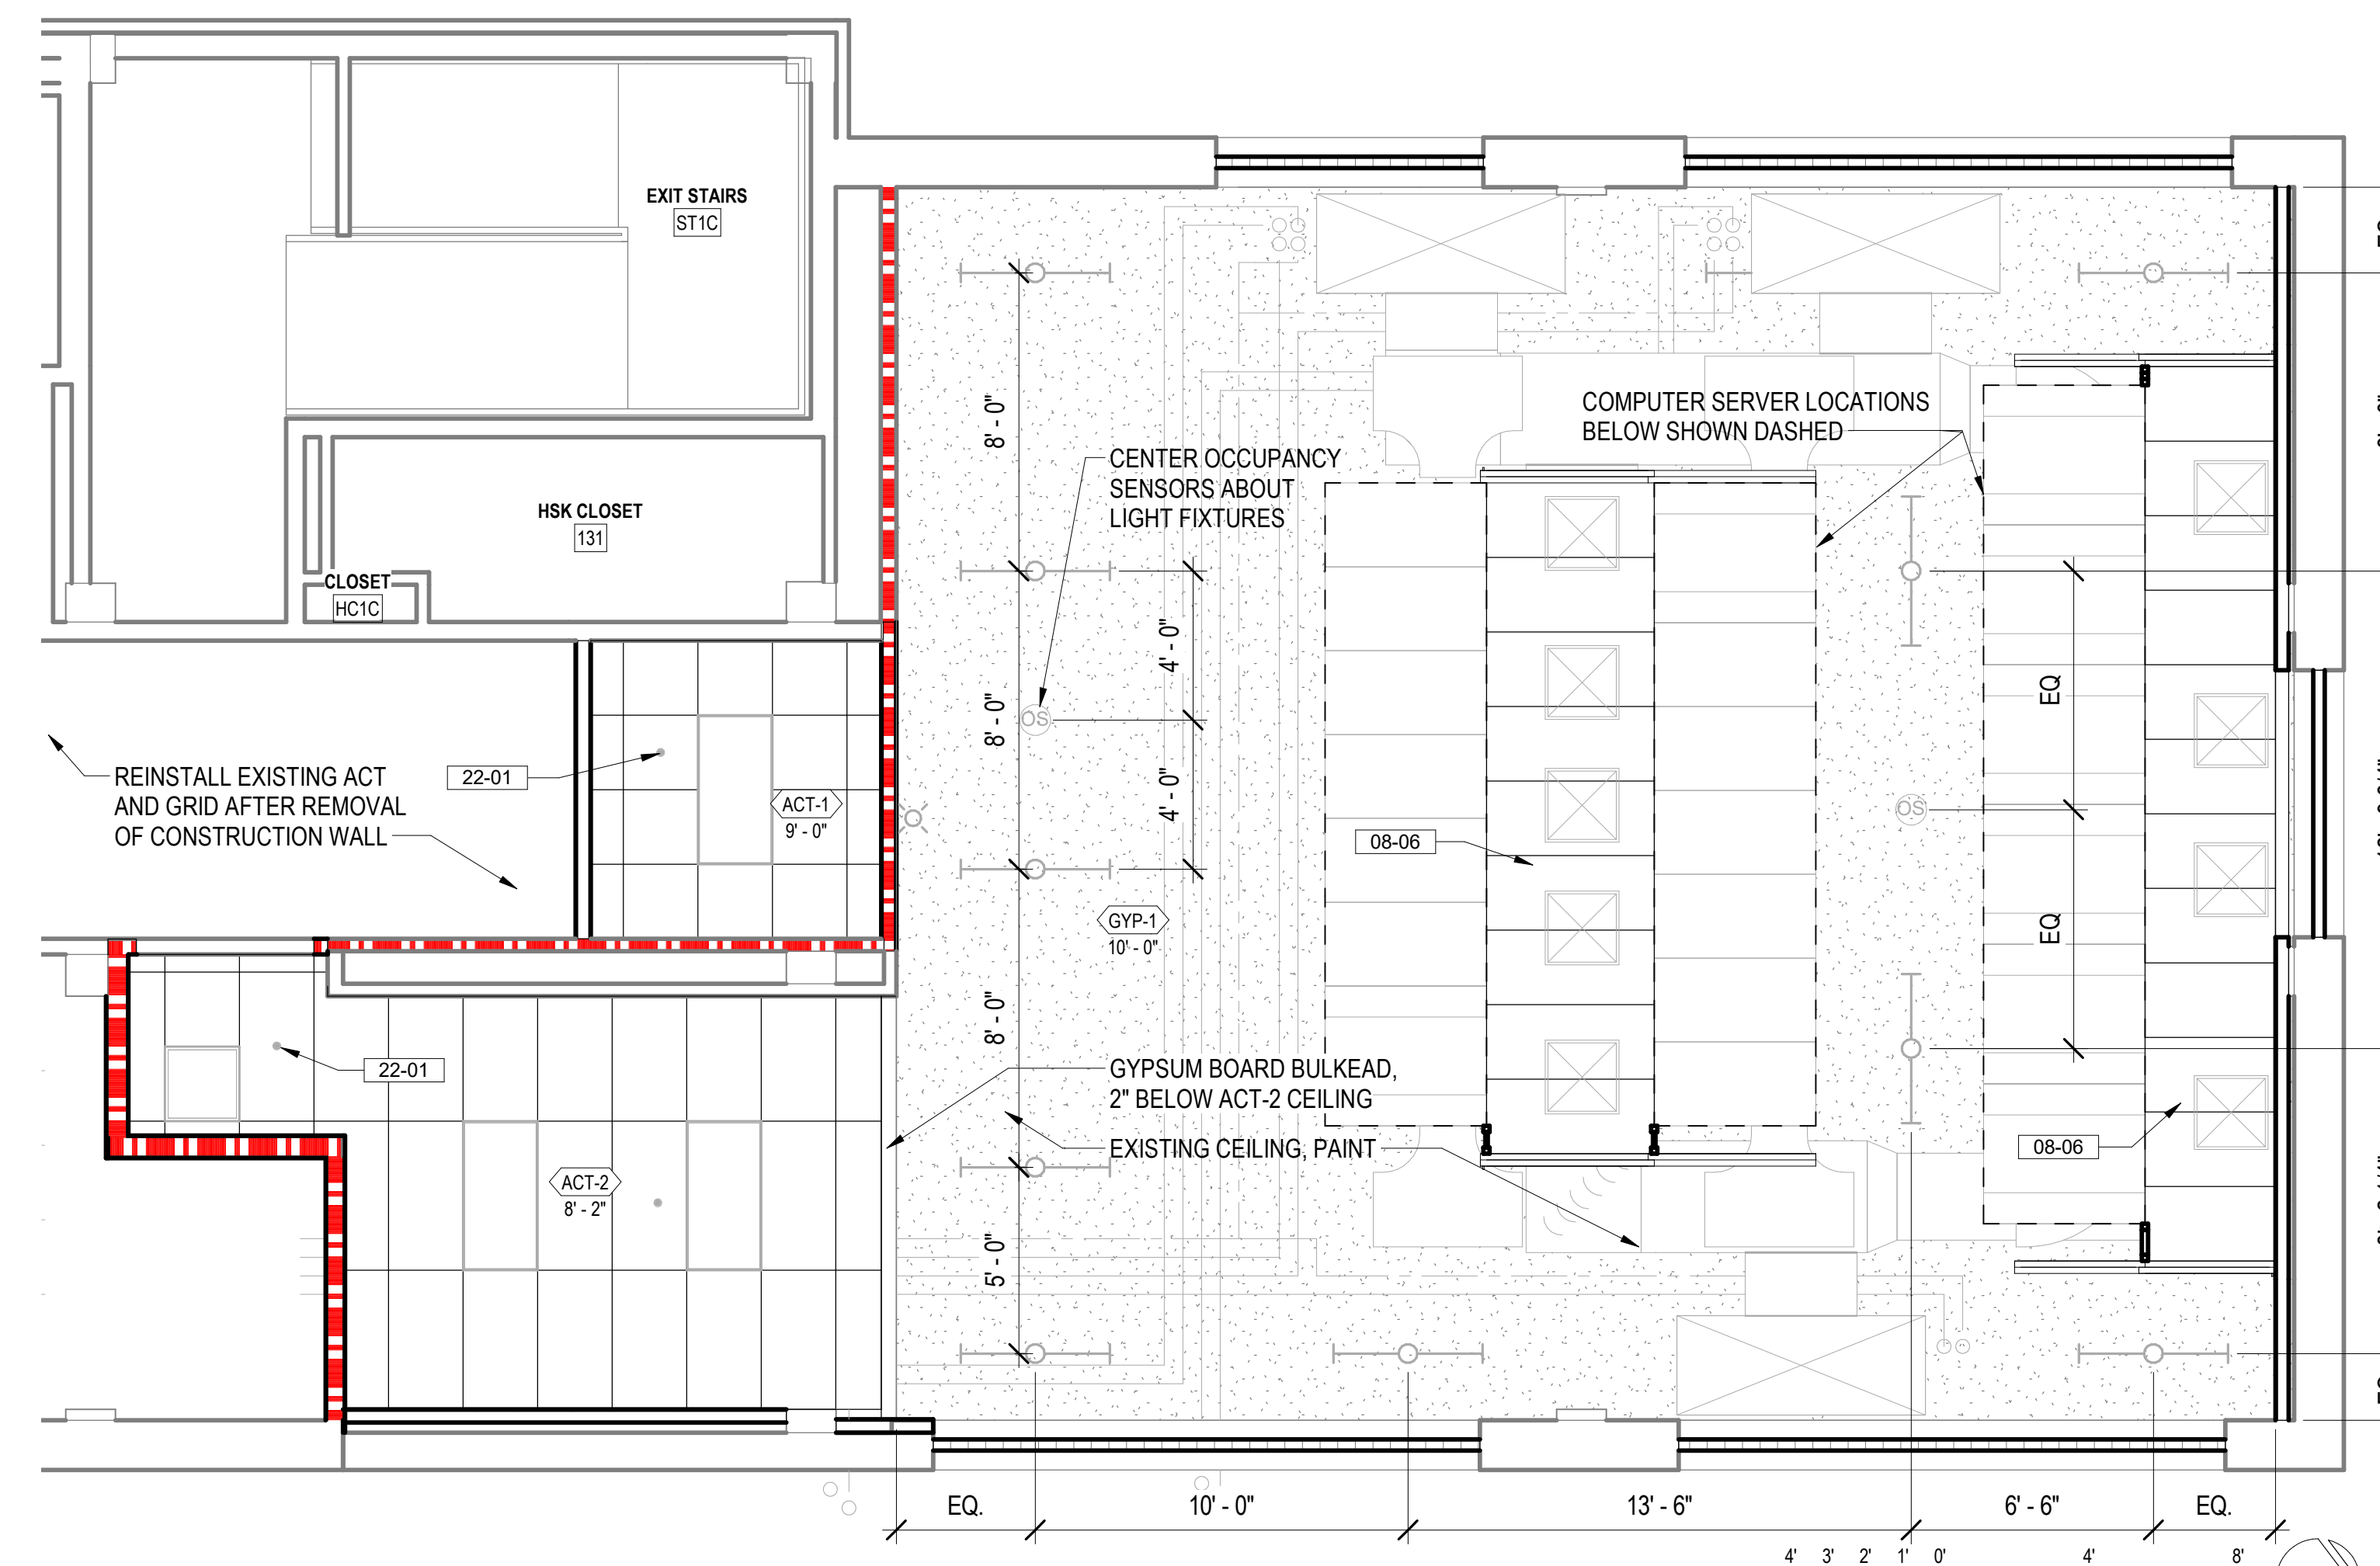 EXIT STAIRS
ST1C
HSK CLOSET
131
CLOSET
HC1C
COMPUTER SERVER LOCATIONS
BELOW SHOWN DASHED
CENTER OCCUPANCY
SENSORS ABOUT
LIGHT FIXTURES
8' - 0"
4' - 0"
8' - 0"
OS
EQ
REINSTALL EXISTING ACT
AND GRID AFTER REMOVAL
OF CONSTRUCTION WALL
22-01
ACT-1
9' - 0"
4' - 0"
OS
08-06
GYP-1
10' - 0"
EQ
8' - 0"
22-01
GYPSUM BOARD BULKEAD,
2" BELOW ACT-2 CEILING
EXISTING CEILING, PAINT
08-06
ACT-2
8' - 2"
5' - 0"
EQ.
10' - 0"
13' - 6"
6' - 6"
EQ.
4' 3' 2' 1' 0' 4' 8'